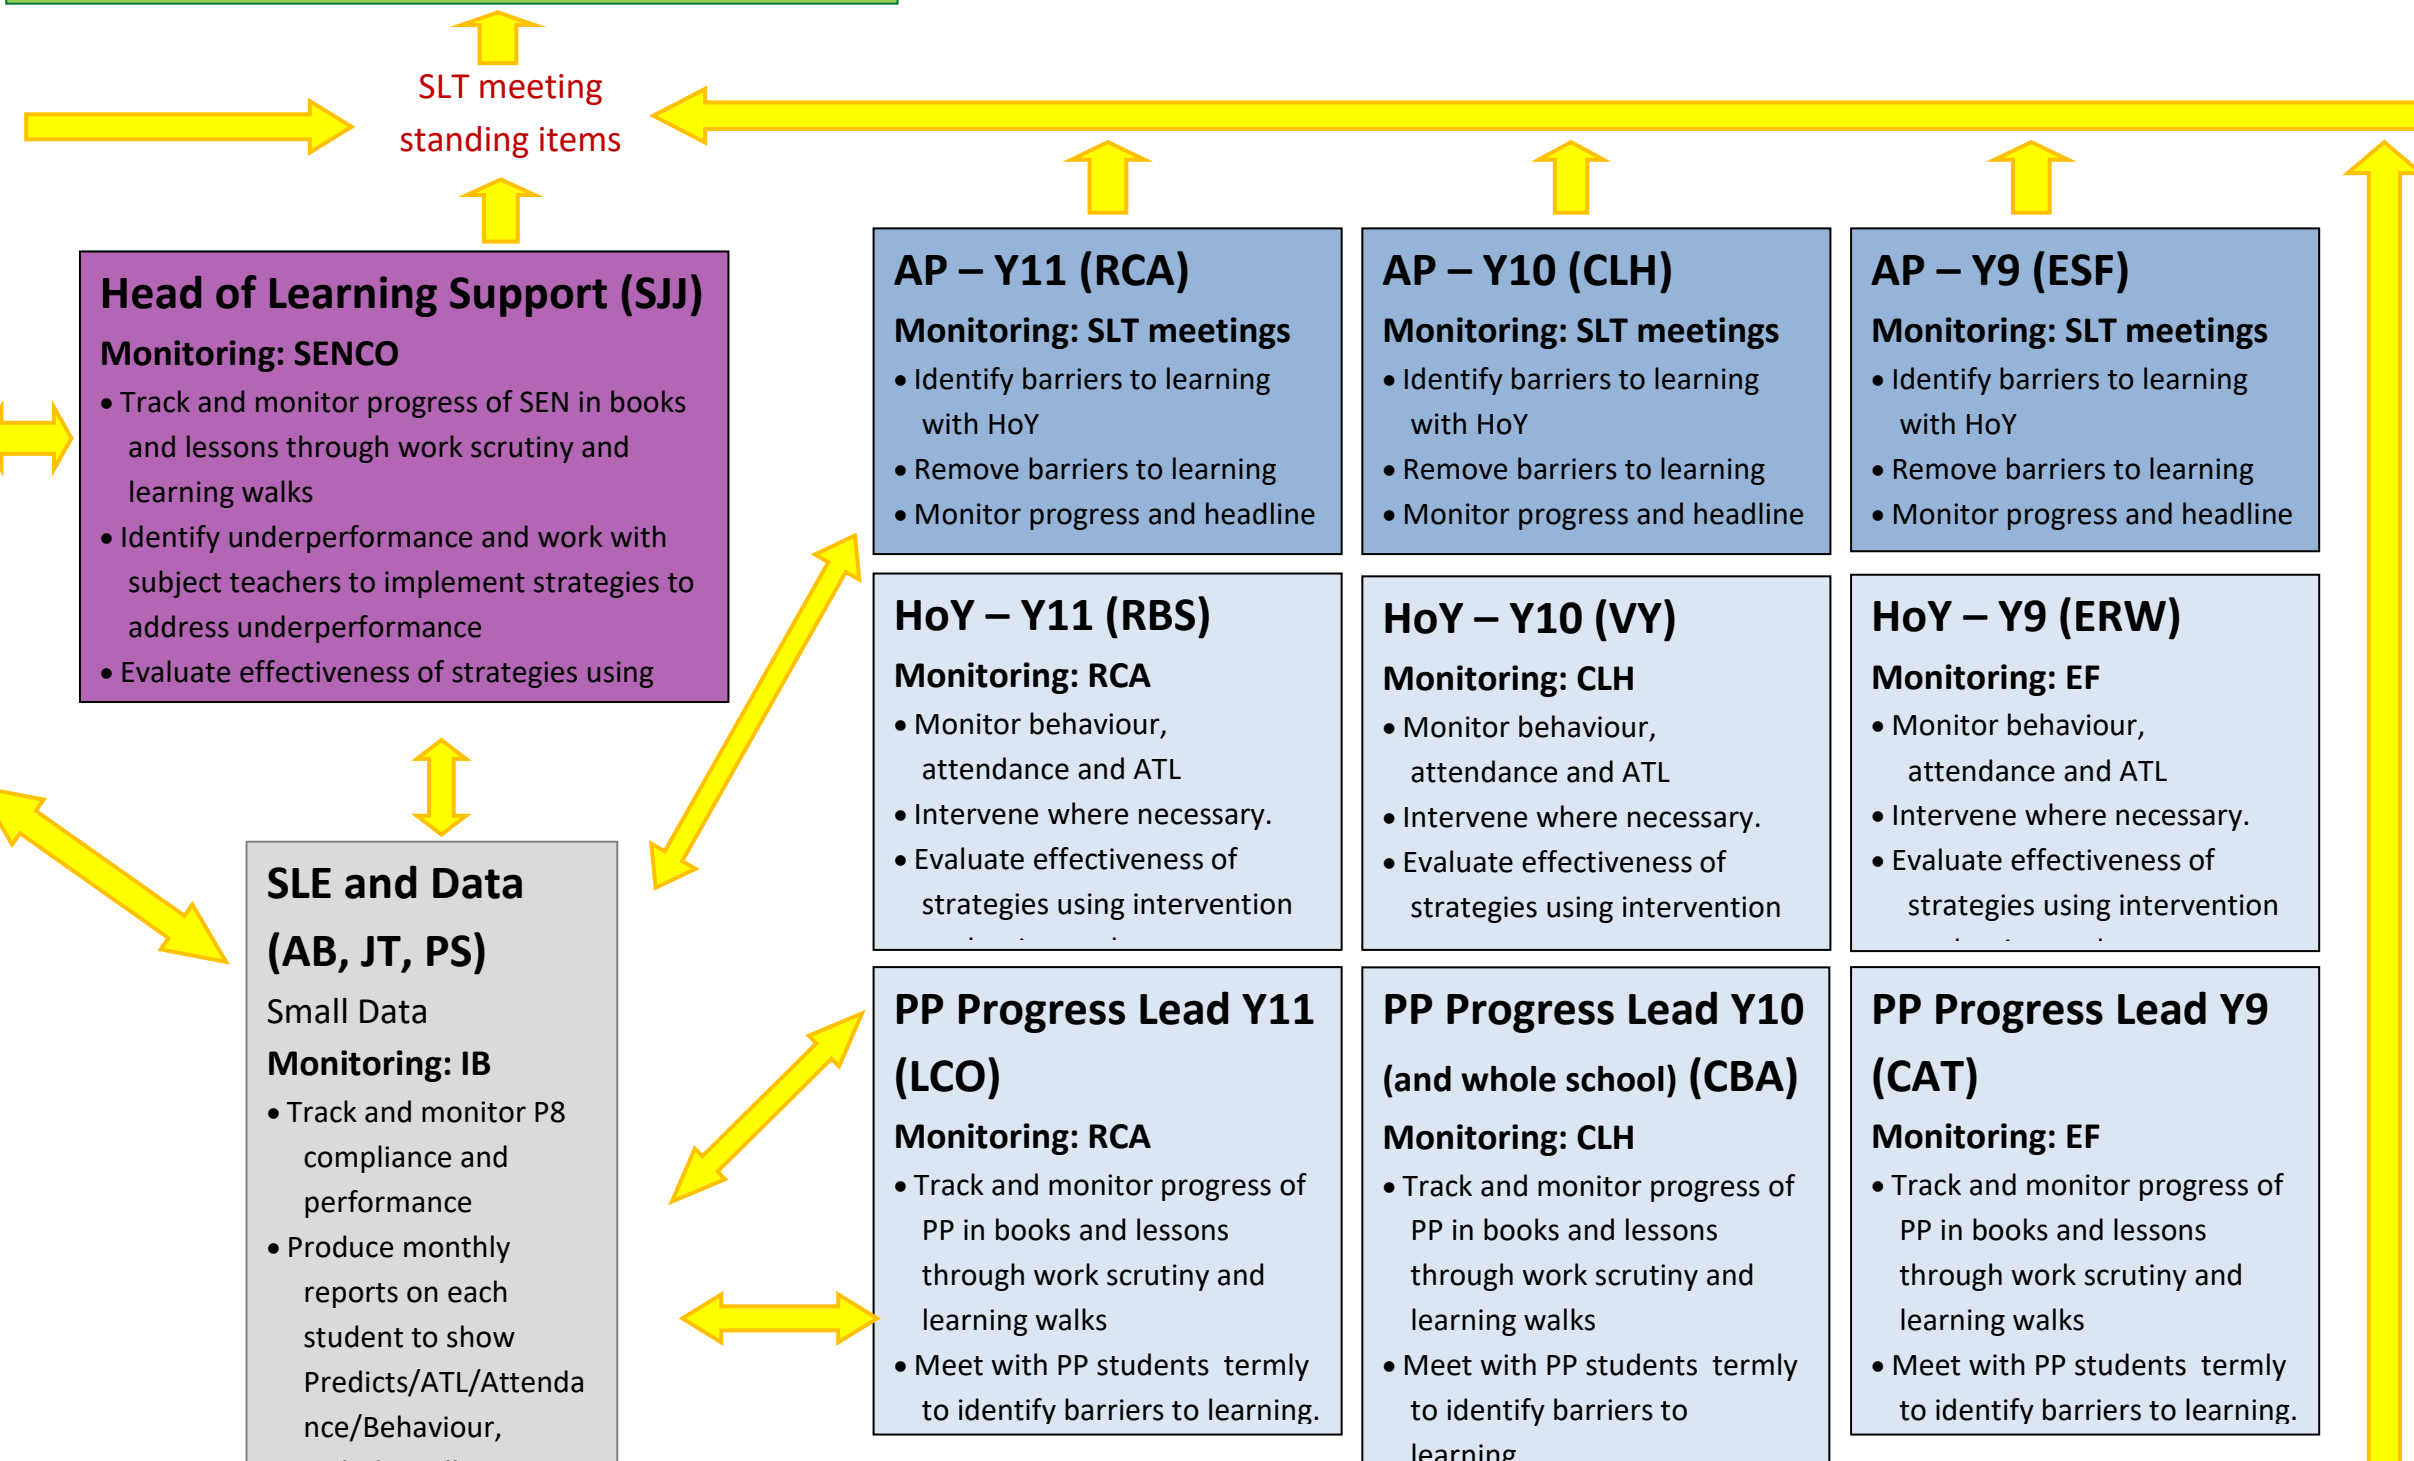 SLT meeting
standing items
Head of Learning Support (SJJ)
Monitoring: SENCO
• Track and monitor progress of SEN in books
and lessons through work scrutiny and
learning walks
• Identify underperformance and work with
subject teachers to implement strategies to
address underperformance
• Evaluate effectiveness of strategies using
AP – Y11 (RCA)
Monitoring: SLT meetings
• Identify barriers to learning
with HoY
• Remove barriers to learning
• Monitor progress and headline
AP – Y10 (CLH)
Monitoring: SLT meetings
• Identify barriers to learning
with HoY
• Remove barriers to learning
• Monitor progress and headline
AP – Y9 (ESF)
Monitoring: SLT meetings
• Identify barriers to learning
with HoY
• Remove barriers to learning
• Monitor progress and headline
HoY – Y11 (RBS)
Monitoring: RCA
• Monitor behaviour,
attendance and ATL
• Intervene where necessary.
• Evaluate effectiveness of
strategies using intervention
HoY – Y10 (VY)
Monitoring: CLH
• Monitor behaviour,
attendance and ATL
• Intervene where necessary.
• Evaluate effectiveness of
strategies using intervention
HoY – Y9 (ERW)
Monitoring: EF
• Monitor behaviour,
attendance and ATL
• Intervene where necessary.
• Evaluate effectiveness of
strategies using intervention
SLE and Data
(AB, JT, PS)
Small Data
Monitoring: IB
• Track and monitor P8
compliance and
performance
• Produce monthly
reports on each
student to show
Predicts/ATL/Attenda
nce/Behaviour,
PP Progress Lead Y11
(LCO)
Monitoring: RCA
• Track and monitor progress of
PP in books and lessons
through work scrutiny and
learning walks
• Meet with PP students  termly
to identify barriers to learning.
PP Progress Lead Y10
(and whole school) (CBA)
Monitoring: CLH
• Track and monitor progress of
PP in books and lessons
through work scrutiny and
learning walks
• Meet with PP students  termly
to identify barriers to
learning
PP Progress Lead Y9
(CAT)
Monitoring: EF
• Track and monitor progress of
PP in books and lessons
through work scrutiny and
learning walks
• Meet with PP students  termly
to identify barriers to learning.